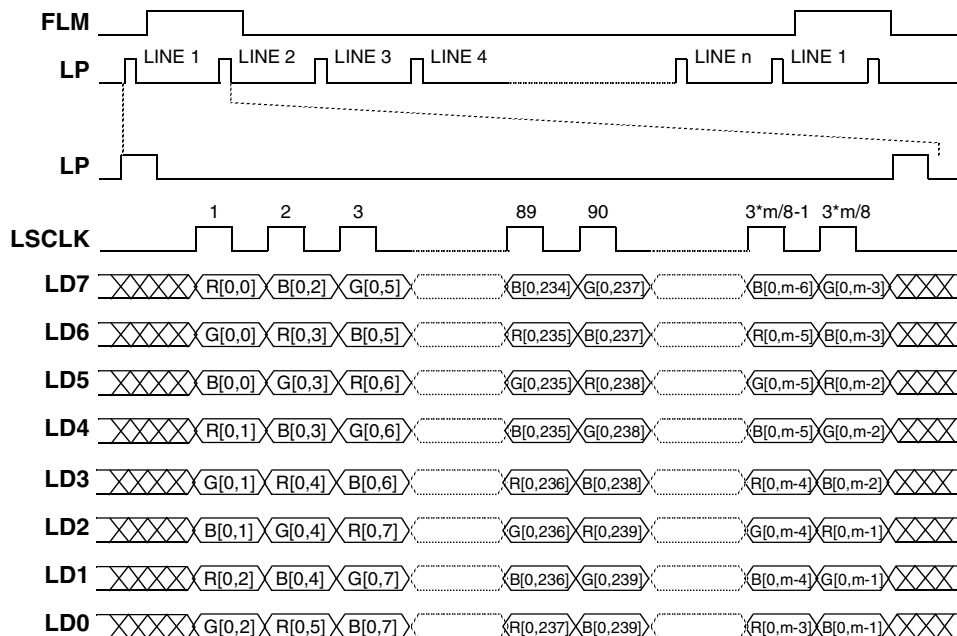 FLM
LP LINE 1 LINE 2 LINE 3 LINE 4 LINE n LINE 1
LP
1 2 3 89 90 3*m/8-1 3*m/8
LSCLK
LD7 R[0,0] B[0,2] G[0,5] B[0,234] G[0,237] B[0,m-6] G[0,m-3]
LD6 G[0,0] R[0,3] B[0,5] R[0,235] B[0,237] R[0,m-5] B[0,m-3]
LD5 B[0,0] G[0,3] R[0,6] G[0,235] R[0,238] G[0,m-5] R[0,m-2]
LD4 R[0,1] B[0,3] G[0,6] B[0,235] G[0,238] B[0,m-5] G[0,m-2]
LD3 G[0,1] R[0,4] B[0,6] R[0,236] B[0,238] R[0,m-4] B[0,m-2]
LD2 B[0,1] G[0,4] R[0,7] G[0,236] R[0,239] G[0,m-4] R[0,m-1]
LD1 R[0,2] B[0,4] G[0,7] B[0,236] G[0,239] B[0,m-4] G[0,m-1]
LD0 G[0,2] R[0,5] B[0,7] R[0,237] B[0,239] R[0,m-3] B[0,m-1]